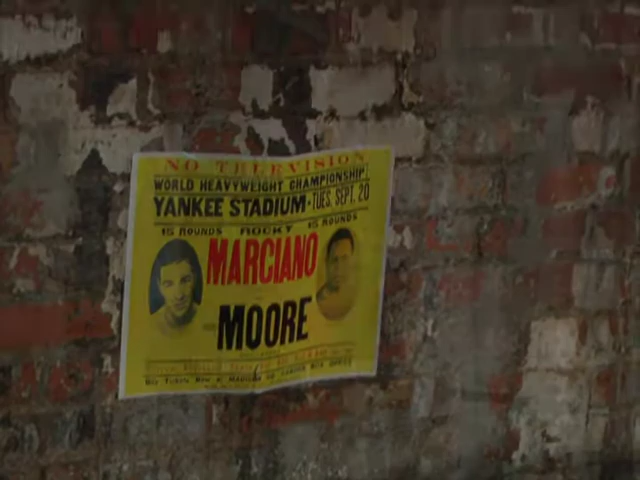 NO TELEVISION
WORLD HEAVYWEIGHT CHAMPIONSHIP!
YANKEE STADIUM • TUES. SEPT. 20
15 ROUNDS ROCKY 15 ROUNDS
MARCIANO
MOORE